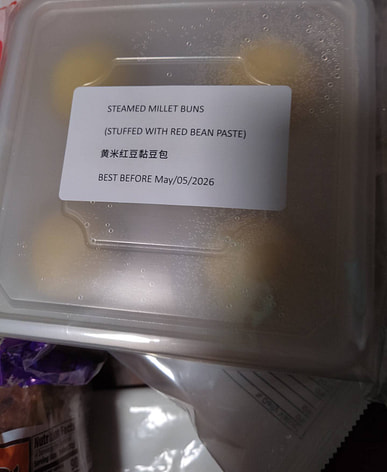 STEAMED MILLET BUNS
(STUFFED WITH RED BEAN PASTE)
黄米红豆黏豆包
BEST BEFORE May/05/2026